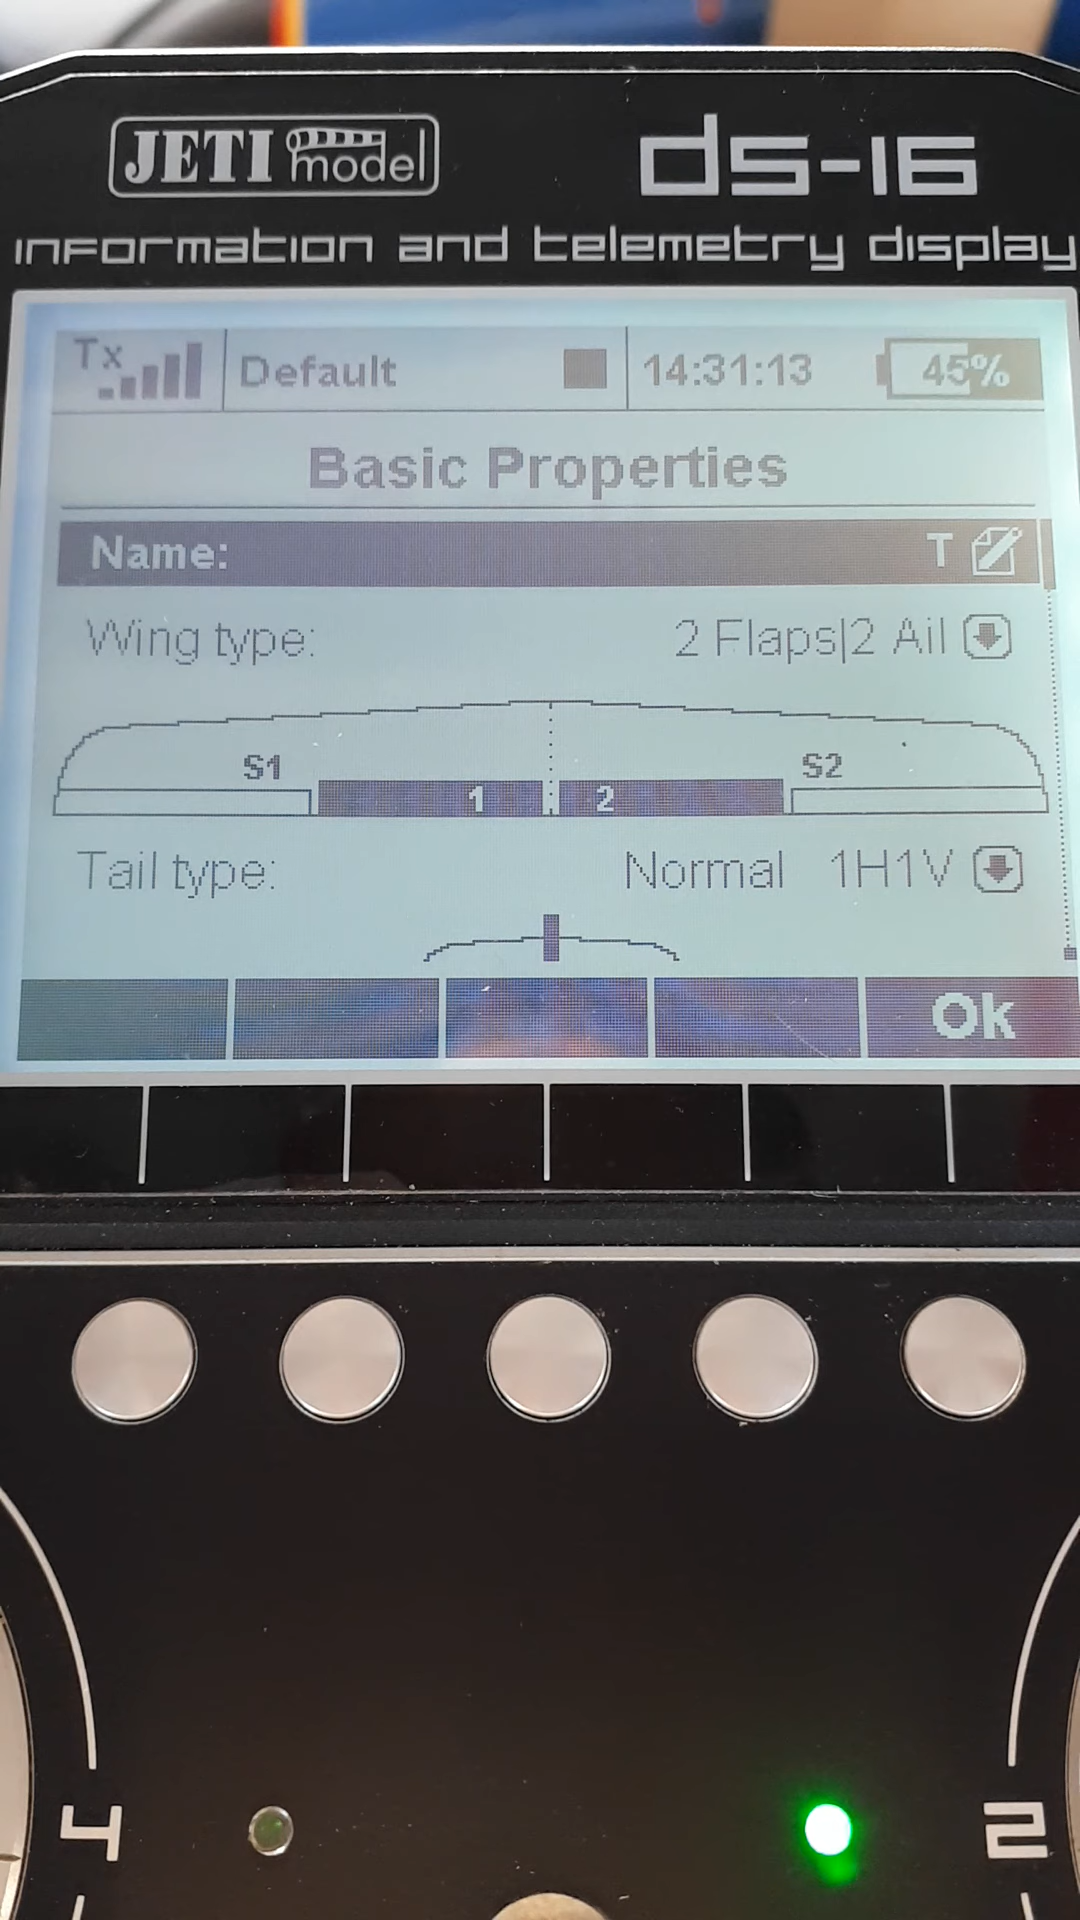 JETI model ds-16
information and telemetry display
Tx Default 14:31:13 45%
Basic Properties
Name: T
Wing type: 2 Flaps|2 Ail
S1 S2
1 2
Tail type: Normal 1H1V
Ok
4 2